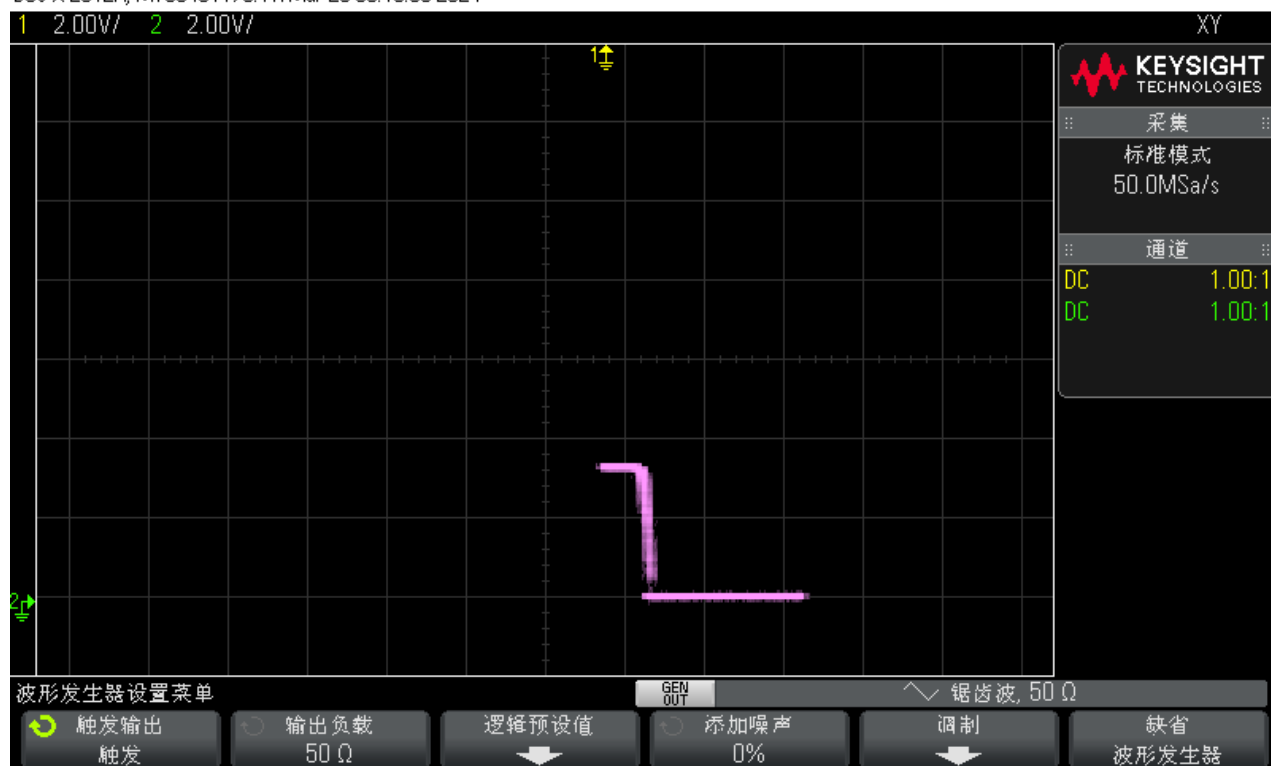 1 2.00V/ 2 2.00V/ XY
1
KEYSIGHT
TECHNOLOGIES
采集
标准模式
50.0MSa/s
通道
DC 1.00:1
DC 1.00:1
2
波形发生器设置菜单
GEN
OUT
锯齿波, 50 Ω
触发输出
触发
输出负载
50 Ω
逻辑预设值
添加噪声
0%
调制
缺省
波形发生器